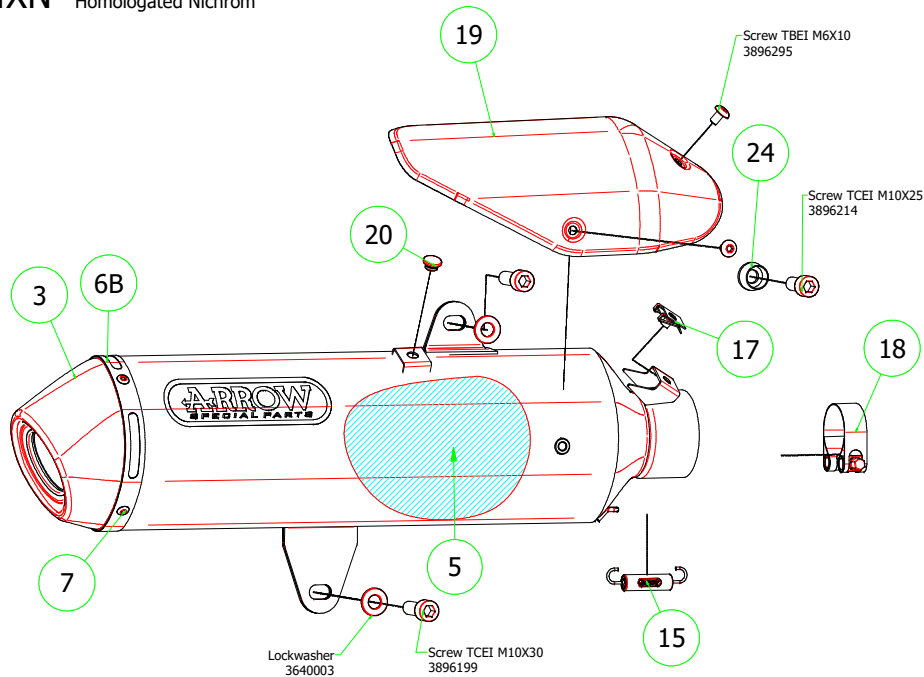 Homologated Nichrom
Screw TBEI M6X10
3896295
19
24
Screw TCEI M10X25
3896214
20
6B
3
17
18
ARROW
SPECIAL PARTS
5
7
15
Lockwasher
3640003
Screw TCEI M10X30
3896199